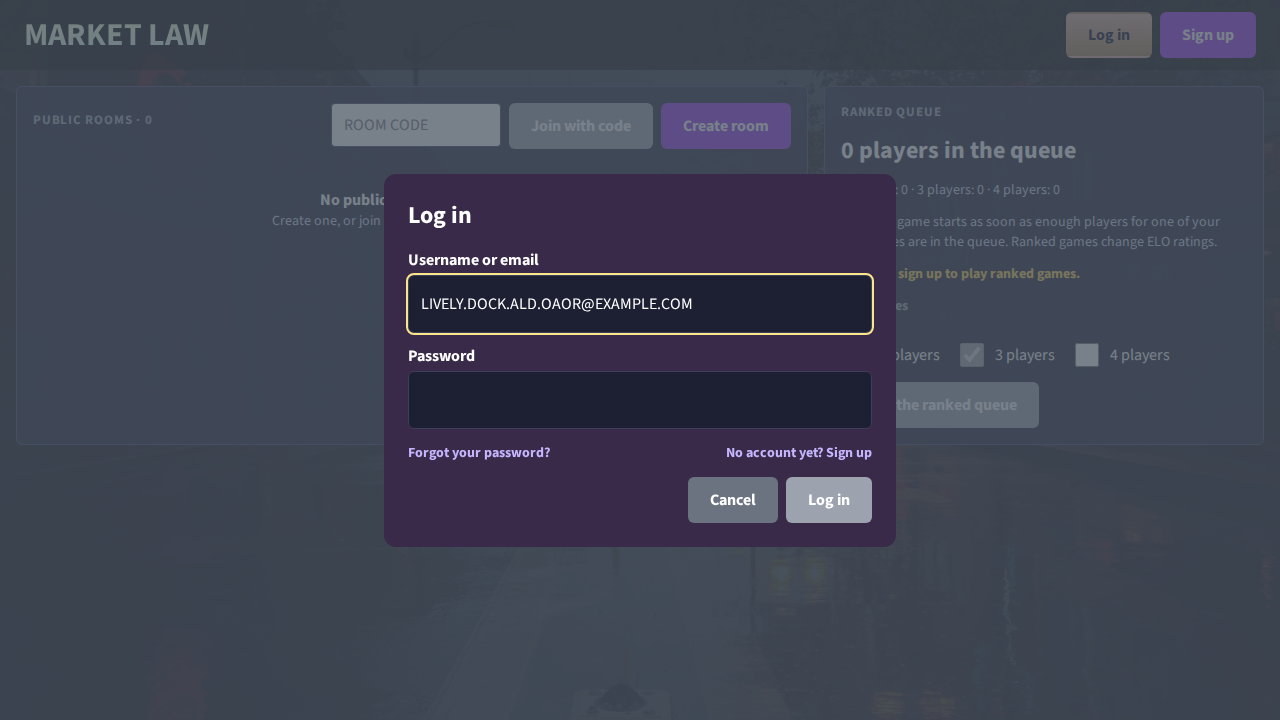 MARKET LAW
Log in
Sign up
PUBLIC ROOMS · 0
ROOM CODE
Join with code
Create room
No public
Create one, or join
RANKED QUEUE
0 players in the queue
: 0 · 3 players: 0 · 4 players: 0
game starts as soon as enough players for one of your
are in the queue. Ranked games change ELO ratings.
sign up to play ranked games.
players
3 players
4 players
the ranked queue
Log in
Username or email
LIVELY.DOCK.ALD.OAOR@EXAMPLE.COM
Password
Forgot your password?
No account yet? Sign up
Cancel
Log in